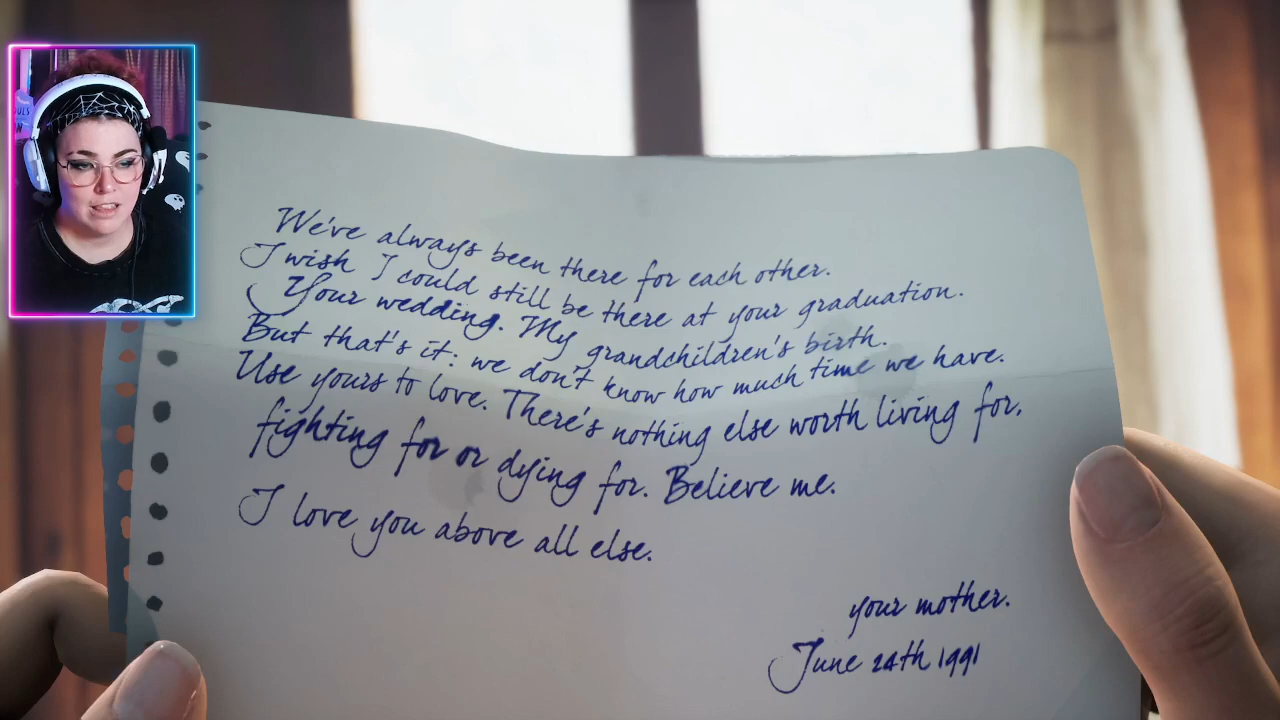 We've always been there for each other.
I wish I could still be there at your graduation.
Your wedding. My grandchildren's birth.
But that's it: we don't know how much time we have.
Use yours to love. There's nothing else worth living for,
fighting for or dying for. Believe me.
I love you above all else.
your mother.
June 24th 1991